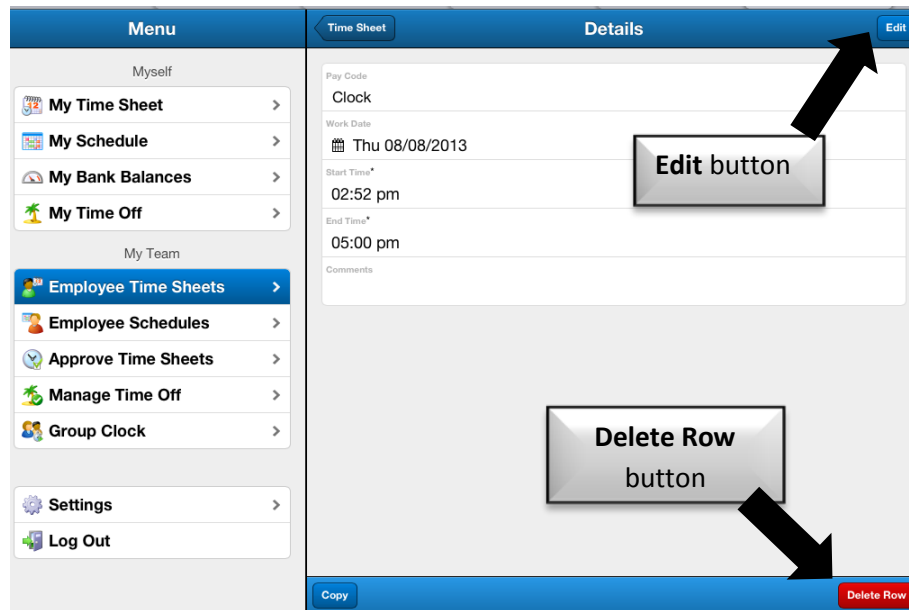 Menu
Myself
My Time Sheet
My Schedule
My Bank Balances
My Time Off
My Team
Employee Time Sheets
Employee Schedules
Approve Time Sheets
Manage Time Off
Group Clock
Settings
Log Out
Time Sheet
Details
Edit
Pay Code
Clock
Work Date
Thu 08/08/2013
Start Time*
02:52 pm
End Time*
05:00 pm
Comments
Edit button
Delete Row
button
Copy
Delete Row